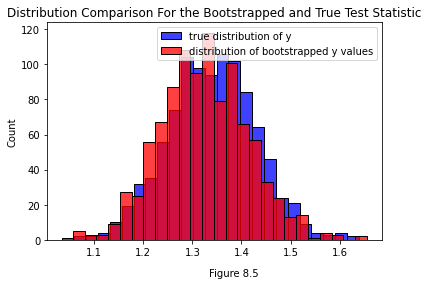 Distribution Comparison For the Bootstrapped and True Test Statistic
true distribution of y
distribution of bootstrapped y values
120
100
80
60
40
20
0
Count
1.1 1.2 1.3 1.4 1.5 1.6
Figure 8.5